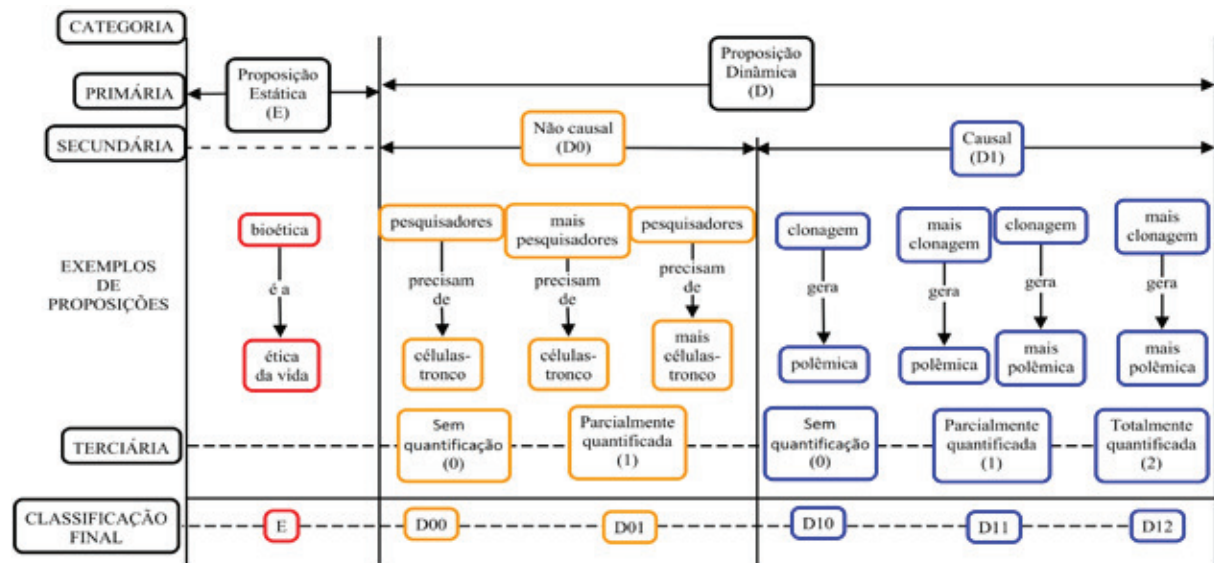 CATEGORIA
PRIMÁRIA
Proposição
Estática
(E)
Proposição
Dinâmica
(D)
SECUNDÁRIA
Não causal
(D0)
Causal
(D1)
EXEMPLOS
DE
PROPOSIÇÕES
bioética
é a
ética
da vida
pesquisadores
precisam
de
células-
tronco
mais
pesquisadores
precisam
de
células-
tronco
pesquisadores
precisam
de
mais
células-
tronco
clonagem
gera
polêmica
mais
clonagem
gera
polêmica
clonagem
gera
mais
polêmica
mais
clonagem
gera
mais
polêmica
TERCIÁRIA
Sem
quantificação
(0)
Parcialmente
quantificada
(1)
Sem
quantificação
(0)
Parcialmente
quantificada
(1)
Totalmente
quantificada
(2)
CLASSIFICAÇÃO
FINAL
E
D00
D01
D10
D11
D12